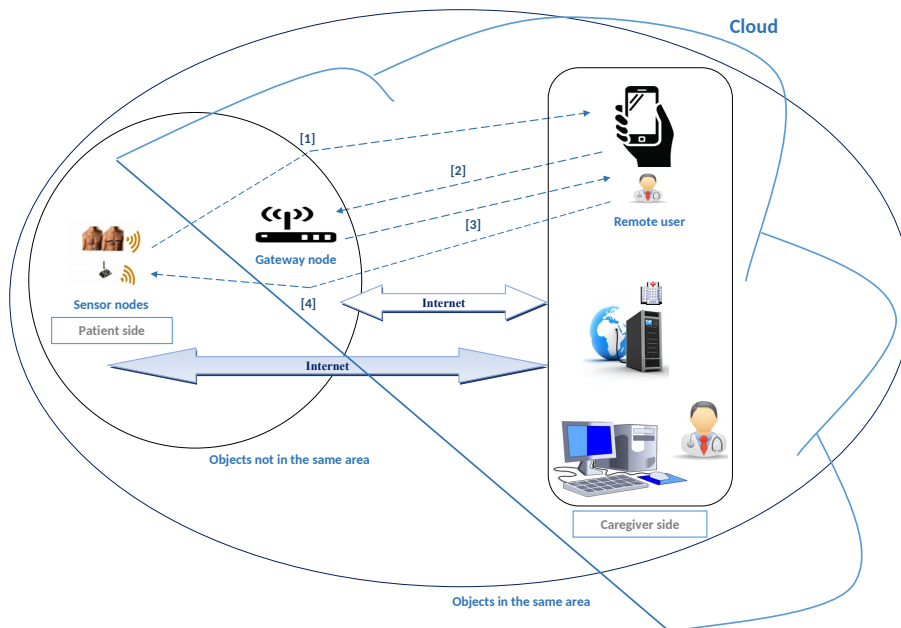 Cloud
[1]
[2]
[3]
Remote user
Gateway node
Sensor nodes
[4]
Internet
Patient side
Internet
Objects not in the same area
Caregiver side
Objects in the same area